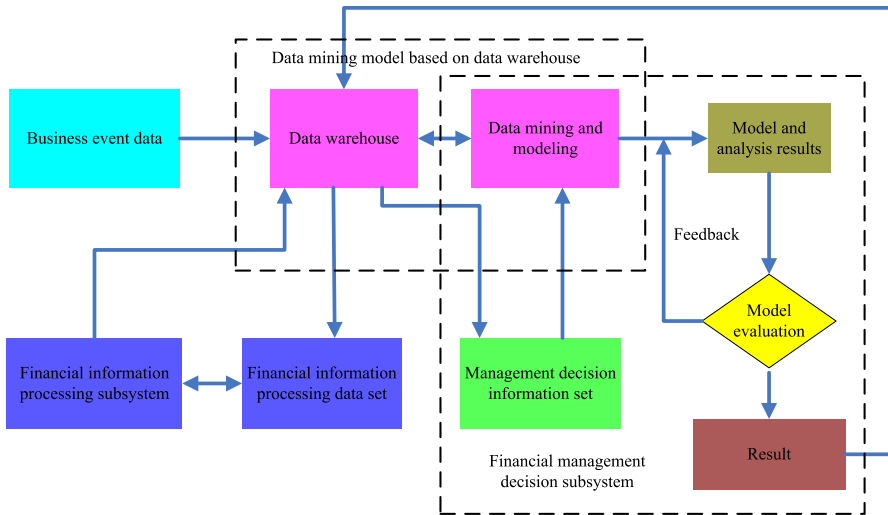 Data mining model based on data warehouse
Business event data
Data warehouse
Data mining and
modeling
Model and
analysis results
Feedback
Model
evaluation
Financial information
processing subsystem
Financial information
processing data set
Management decision
information set
Result
Financial management
decision subsystem